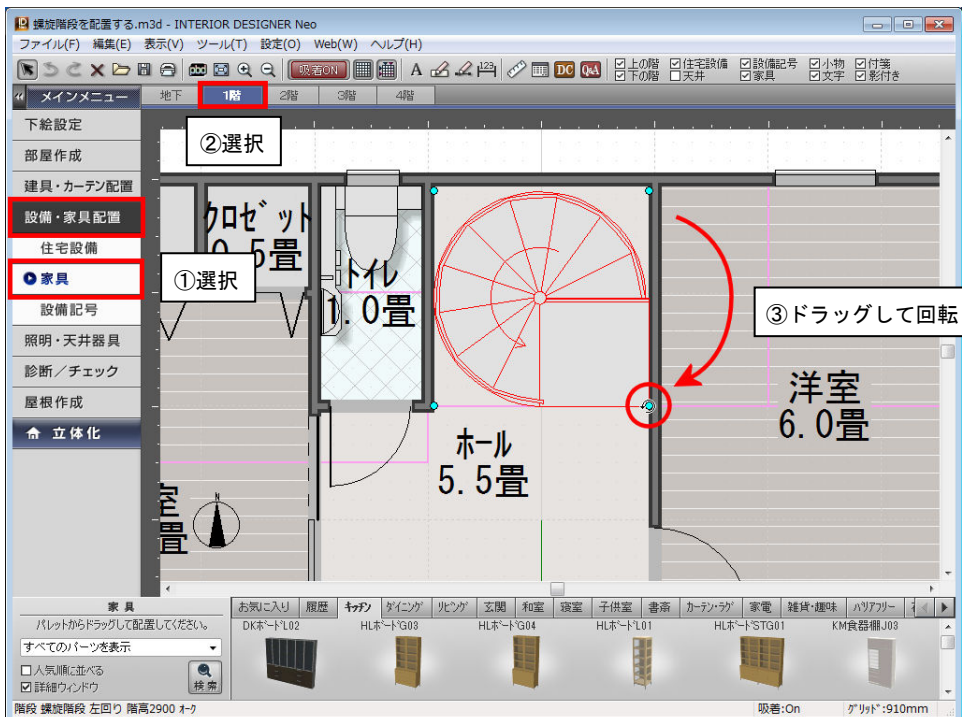 螺旋階段を配置する.m3d - INTERIOR DESIGNER Neo
ファイル(F) 編集(E) 表示(V) ツール(T) 設定(O) Web(W) ヘルプ(H)
吸着ON A 123 DC Q&A ☑上の階 ☑住宅設備 ☑設備記号 ☑小物 ☑付箋
☑下の階 □天井 ☑家具 ☑文字 ☑影付き
« メインメニュー 地下 1階 2階 3階 4階
下絵設定
②選択
部屋作成
建具・カーテン配置
設備・家具配置
住宅設備
家具
設備記号
照明・天井器具
診断／チェック
屋根作成
立体化
①選択
クロゼット
0.5畳
トイレ
1.0畳
③ドラッグして回転
洋室
6.0畳
ホール
5.5畳
室
畳
N
家具 お気に入り 履歴 キッチン ダイニング リビング 玄関 和室 寝室 子供室 書斎 カーテン・ラグ 家電 雑貨・趣味 バリアフリー
パレットからドラッグして配置してください。
DKボードL02 HLボードG03 HLボードG04 HLボードL01 HLボードSTG01 KM食器棚J03
すべてのパーツを表示
□人気順に並べる
☑詳細ウィンドウ
検索
階段 螺旋階段 左回り 階高2900 オーク 吸着:On グリッド:910mm